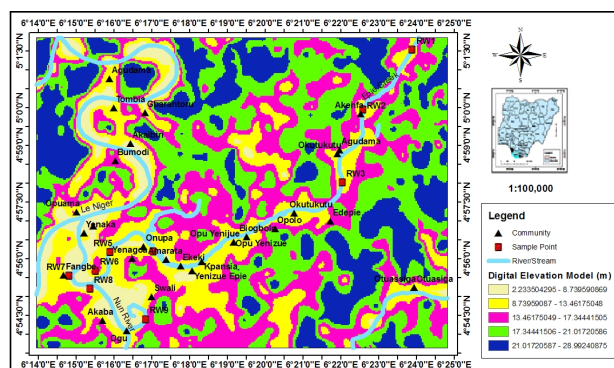 6°14'0"E 6°15'0"E 6°16'0"E 6°17'0"E 6°18'0"E 6°19'0"E 6°20'0"E 6°21'0"E 6°22'0"E 6°23'0"E 6°24'0"E 6°25'0"E
5°1'30"N
5°0'0"N
4°57'30"N
4°56'0"N
4°54'30"N
RW1
Agudama
Tombia
Gbarantoru
Akaibiri
Bumodi
Akenfa
RW2
Okutukutu
Agudama
RW3
Obuama
Le Niger
Yenaka
Okutukutu
Edepie
Opolo
Biogbolo
RW5
Onupa
Opu Yenijue
Opu Yenizue
Yenagoa
Amarata
RW6
Ekeki
Kpansia
Yenizue Epie
RW7
Fangbe
RW8
Swali
Otuassiga
Otuasiga
Nun River
Akaba
RW9
Ogu
N
W
E
S
1:100,000
Legend
Community
Sample Point
River/Stream
Digital Elevation Model (m)
2.233504295 - 8.739590869
8.73959087 - 13.46175048
13.46175049 - 17.34441505
17.34441506 - 21.01720586
21.01720587 - 28.99240875